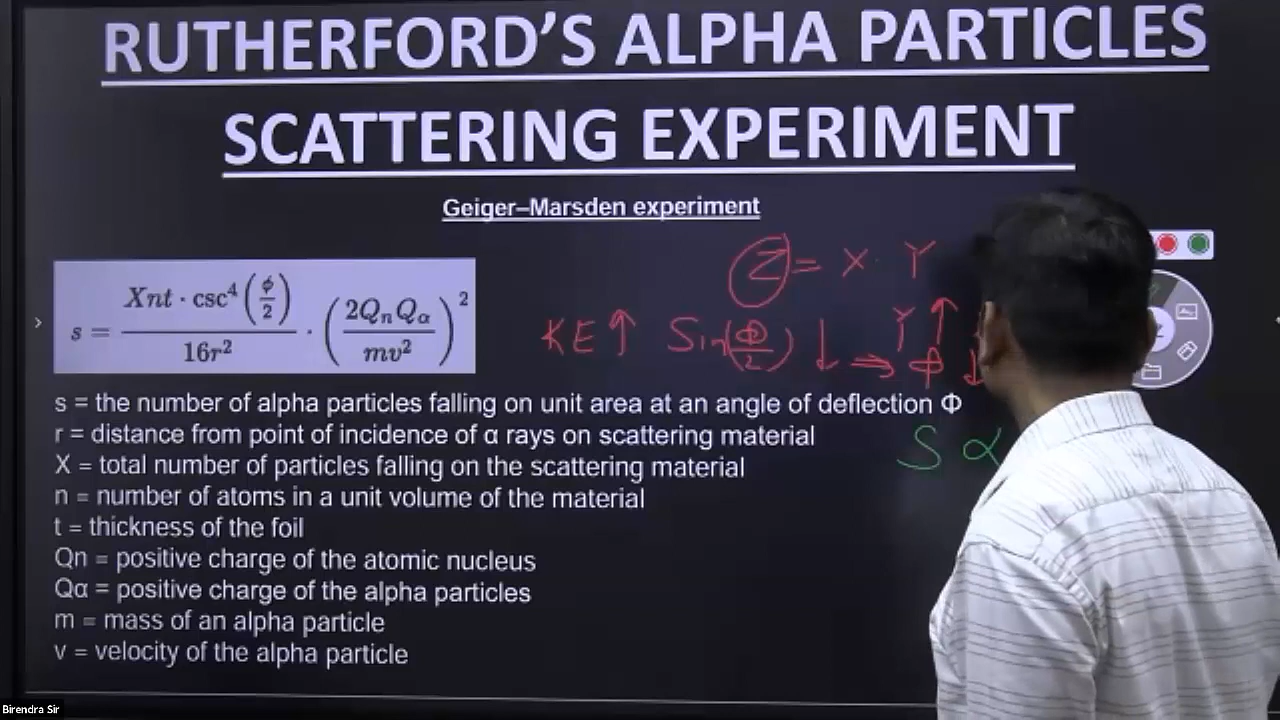 RUTHERFORD'S ALPHA PARTICLES
SCATTERING EXPERIMENT
Geiger–Marsden experiment
s = Xnt · csc⁴(ϕ/2) / 16r² · (2QₙQα / mv²)²
Z = X · Y
KE ↑ Sin(Φ/2) ↓ ⇒ Y ↑ Φ ↓
S ∝
s = the number of alpha particles falling on unit area at an angle of deflection Φ
r = distance from point of incidence of α rays on scattering material
X = total number of particles falling on the scattering material
n = number of atoms in a unit volume of the material
t = thickness of the foil
Qn = positive charge of the atomic nucleus
Qα = positive charge of the alpha particles
m = mass of an alpha particle
v = velocity of the alpha particle
Birendra Sir